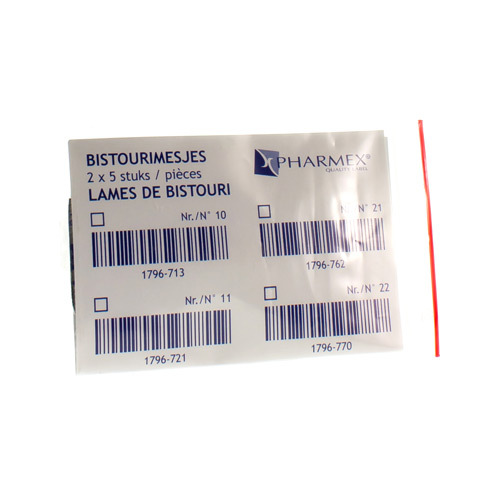 BISTOURIMESJES
2 x 5 stuks / pièces
LAMES DE BISTOURI
PHARMEX®
QUALITY LABEL
Nr./N° 10
1796-713
Nr./N° 21
1796-762
Nr./N° 11
1796-721
Nr./N° 22
1796-770